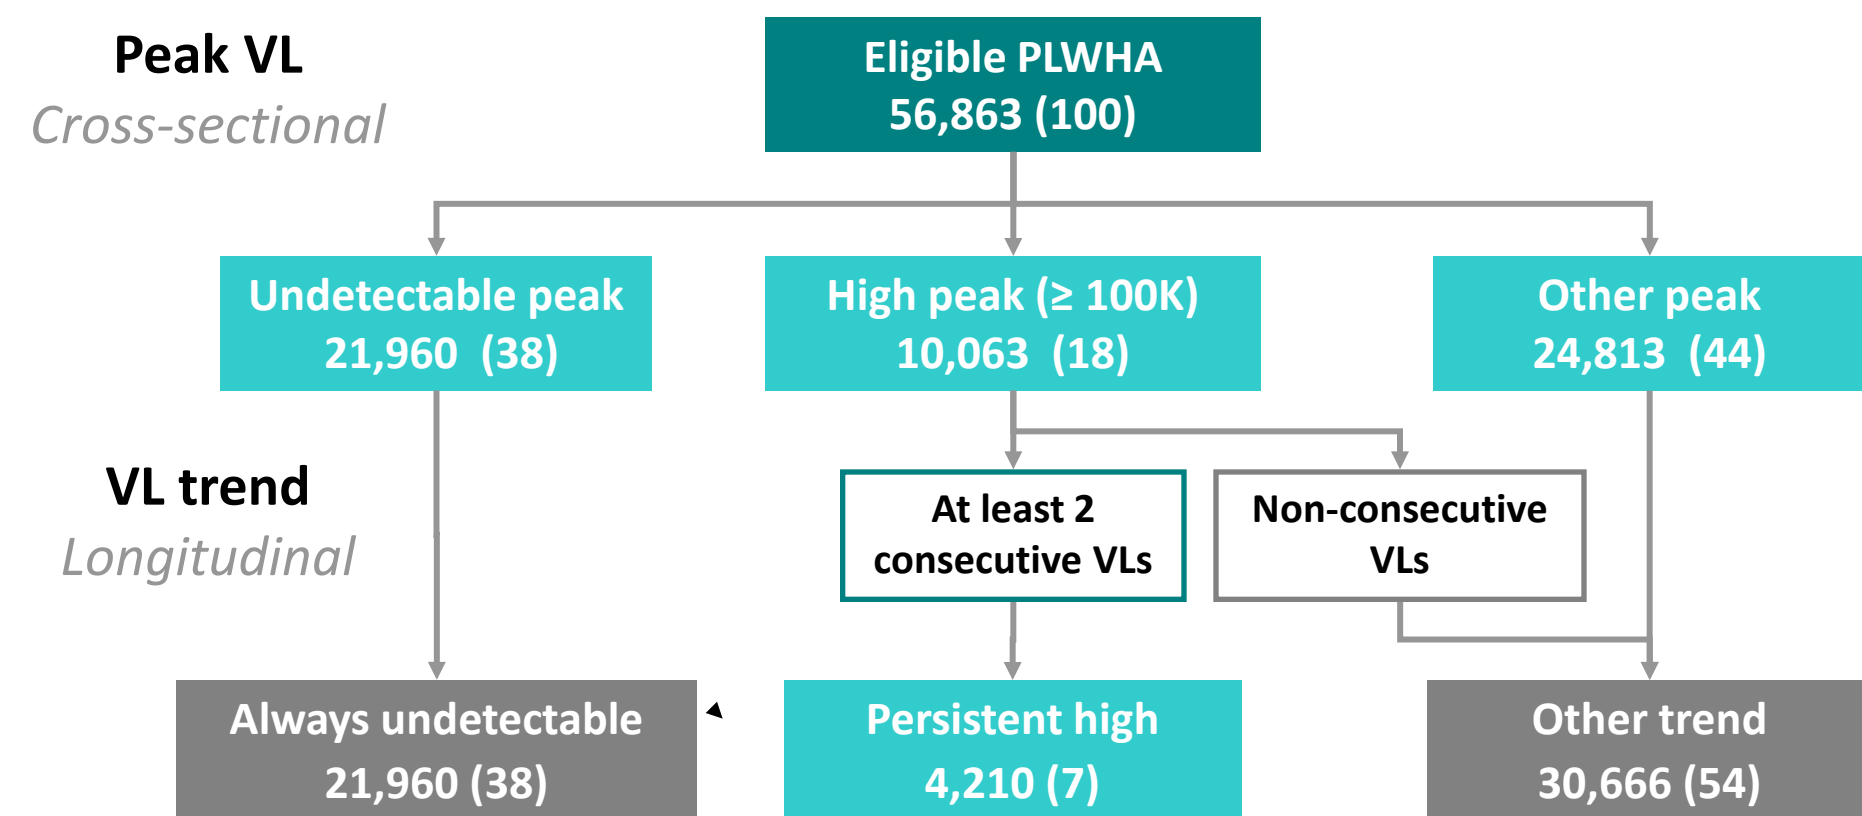 Peak VL
Cross-sectional
Eligible PLWHA
56,863 (100)
Undetectable peak
21,960 (38)
High peak (≥ 100K)
10,063 (18)
Other peak
24,813 (44)
VL trend
Longitudinal
At least 2
consecutive VLs
Non-consecutive
VLs
Always undetectable
21,960 (38)
Persistent high
4,210 (7)
Other trend
30,666 (54)